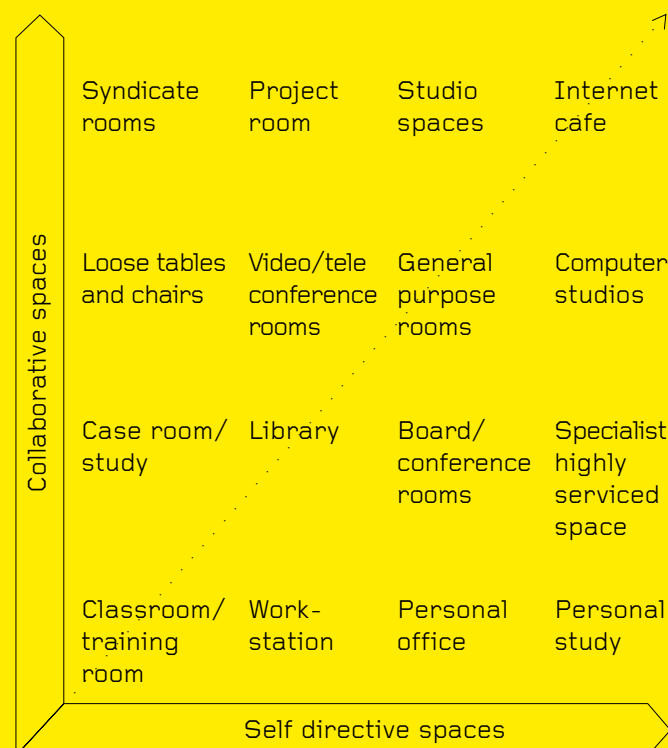 Collaborative spaces
Syndicate
rooms
Project
room
Studio
spaces
Internet
cafe
Loose tables
and chairs
Video/tele
conference
rooms
General
purpose
rooms
Computer
studios
Case room/
study
Library
Board/
conference
rooms
Specialist
highly
serviced
space
Classroom/
training
room
Work-
station
Personal
office
Personal
study
Self directive spaces